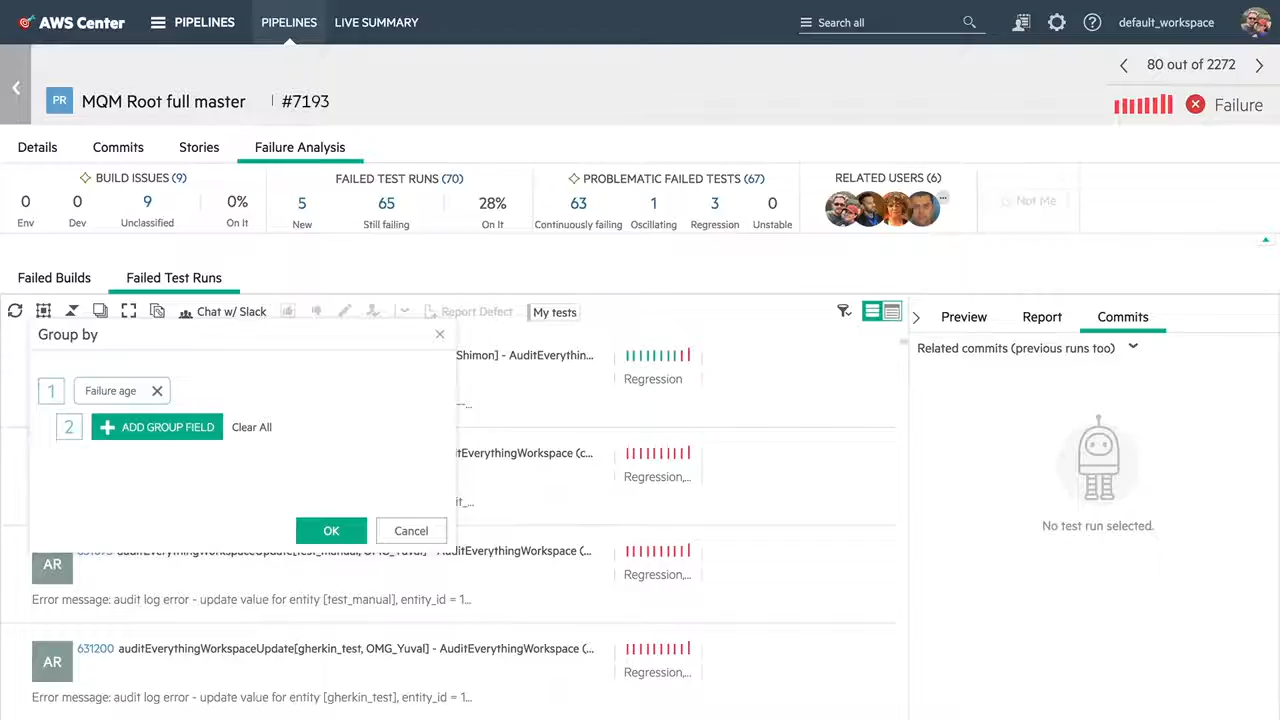 AWS Center
PIPELINES
PIPELINES
LIVE SUMMARY
Search all
default_workspace
80 out of 2272
PR
MQM Root full master
#7193
Failure
Details
Commits
Stories
Failure Analysis
BUILD ISSUES (9)
FAILED TEST RUNS (70)
PROBLEMATIC FAILED TESTS (67)
RELATED USERS (6)
0
0
9
0%
5
65
28%
63
1
3
0
Not Me
Env
Dev
Unclassified
On It
New
Still failing
On It
Continuously failing
Oscillating
Regression
Unstable
Failed Builds
Failed Test Runs
Chat w/ Slack
Report Defect
My tests
Preview
Report
Commits
Group by
Related commits (previous runs too)
Shimon] - AuditEverythin...
Regression
1
Failure age
--...
2
ADD GROUP FIELD
Clear All
itEverythingWorkspace (c...
Regression,...
it_...
OK
Cancel
No test run selected.
AR
auditEverythingWorkspaceUpdate[test_manual, OMG_Yuval] - AuditEverythingWorkspace (...
Regression,...
Error message: audit log error - update value for entity [test_manual], entity_id = 1...
AR
631200 auditEverythingWorkspaceUpdate[gherkin_test, OMG_Yuval] - AuditEverythingWorkspace (...
Regression,...
Error message: audit log error - update value for entity [gherkin_test], entity_id = 1...